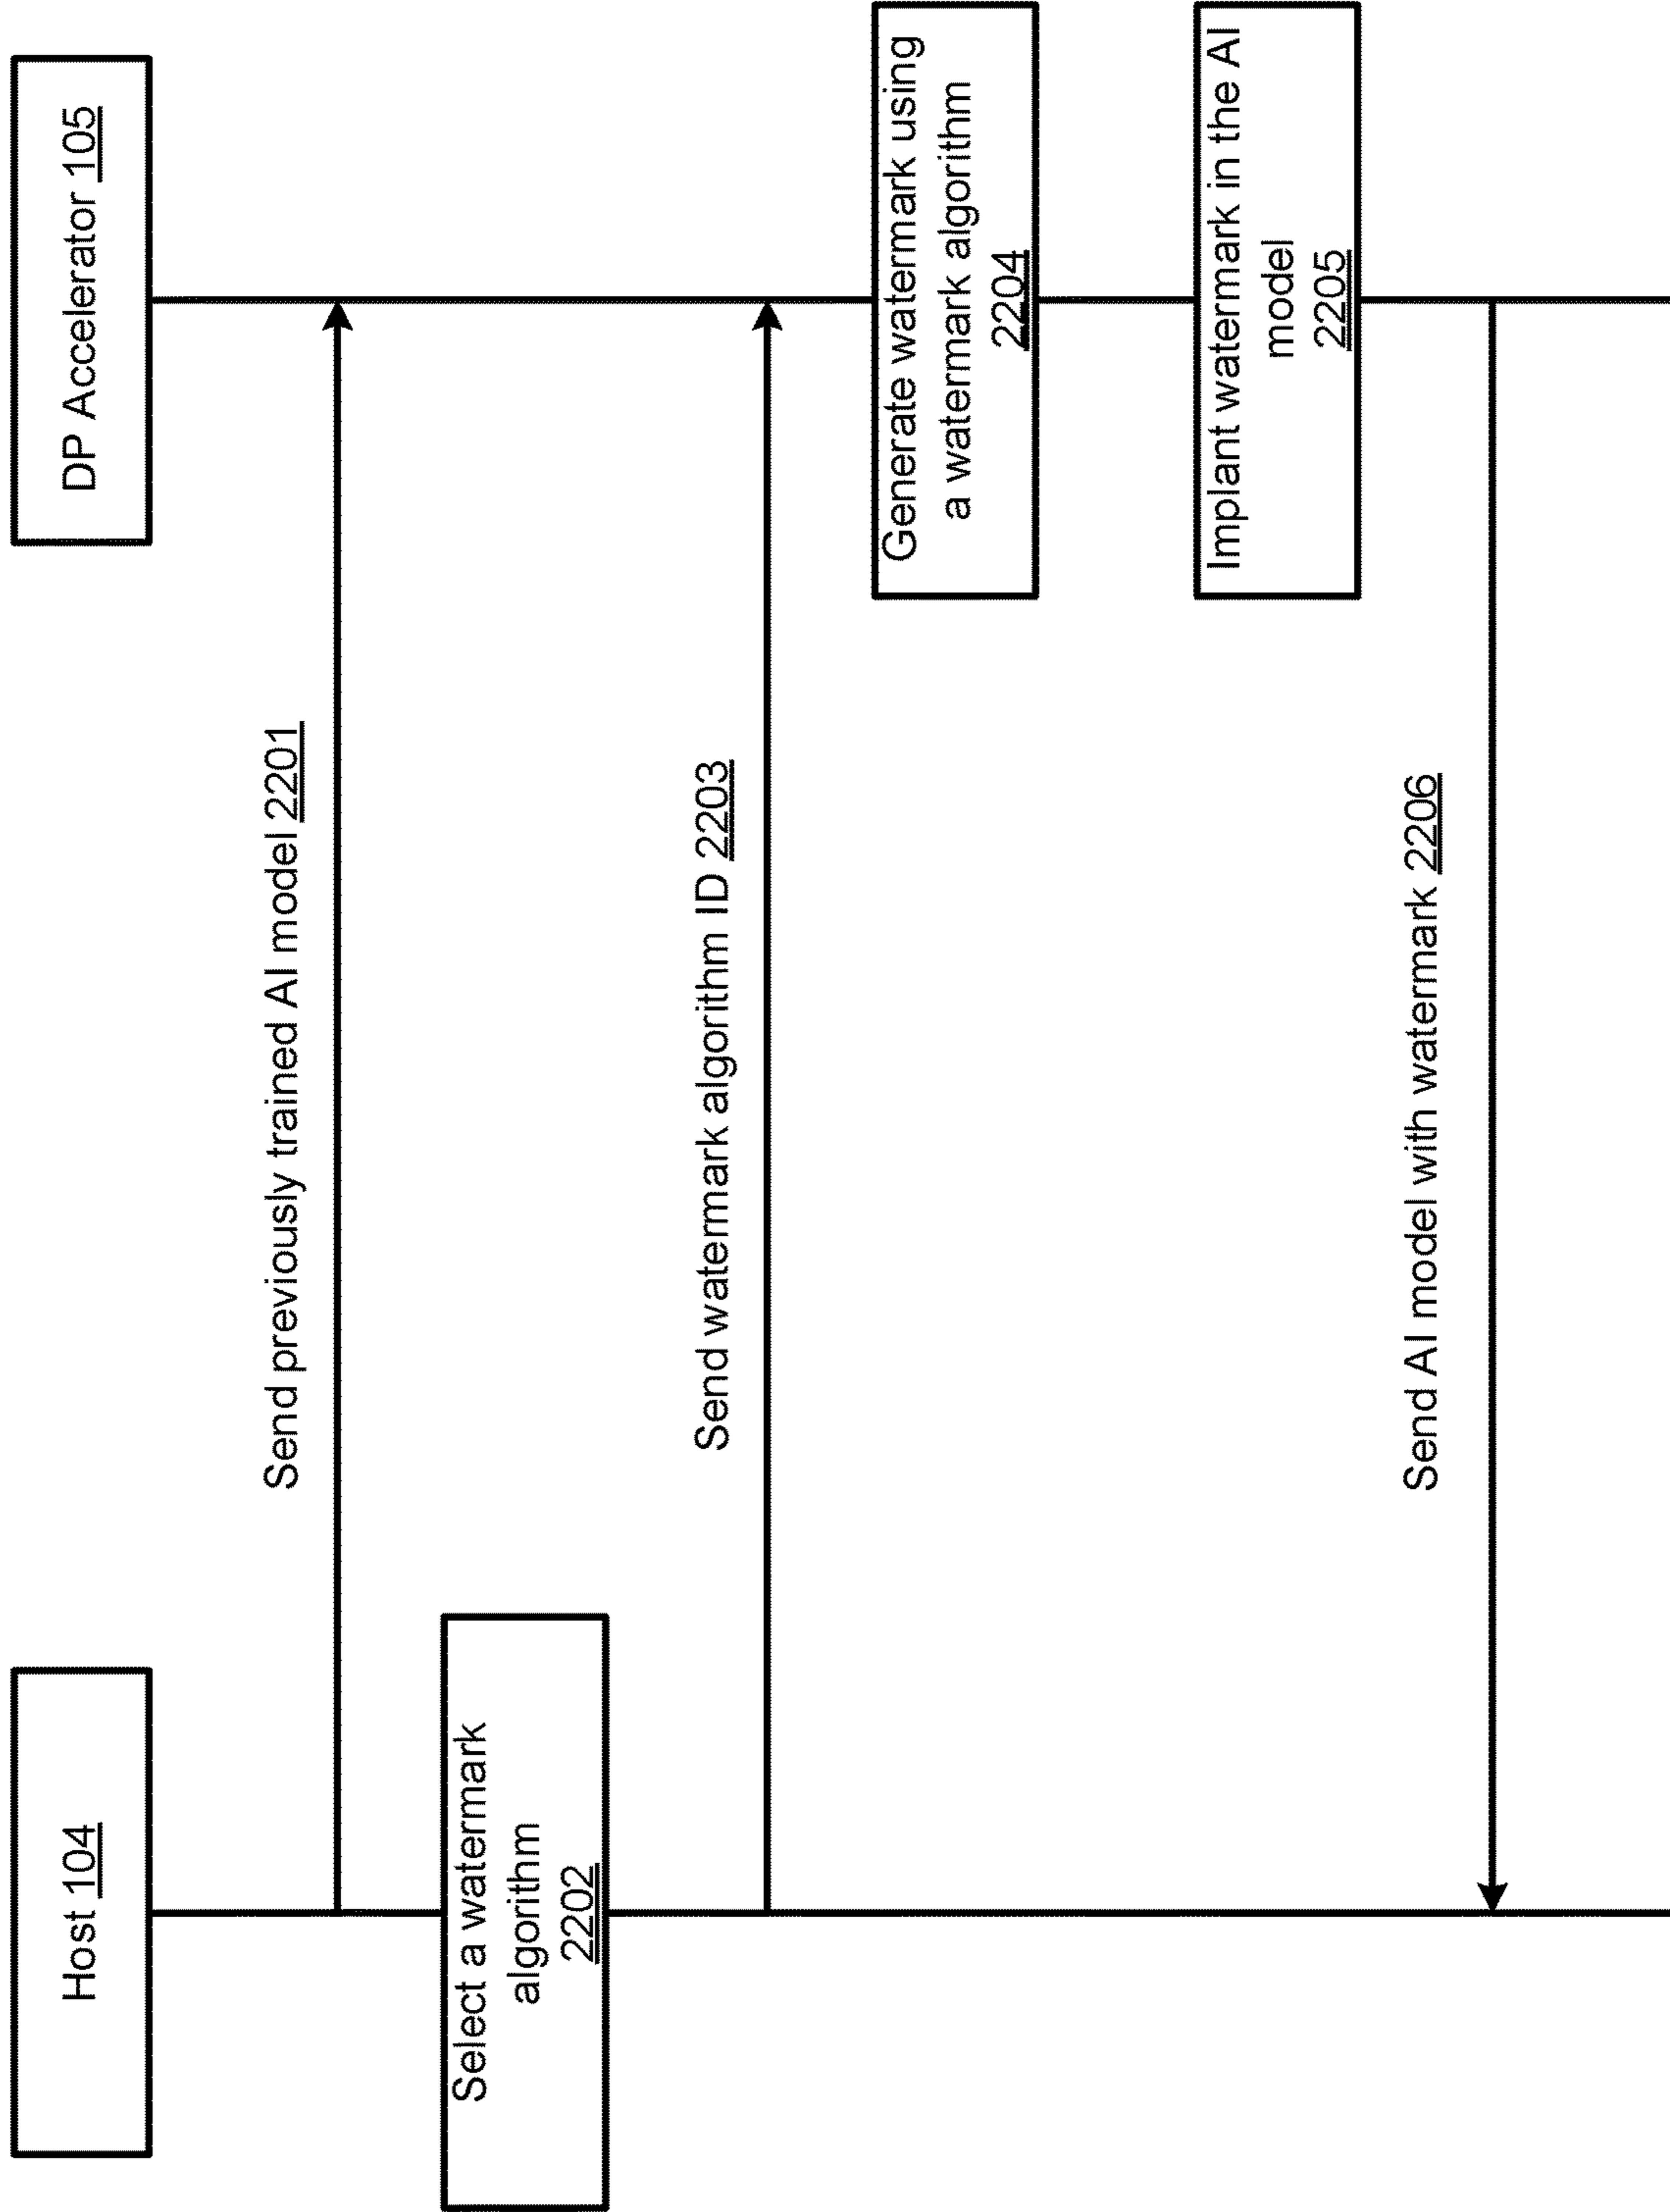 Host 104
DP Accelerator 105
Send previously trained AI model 2201
Select a watermark
algorithm
2202
Send watermark algorithm ID 2203
Generate watermark using
a watermark algorithm
2204
Implant watermark in the AI
model
2205
Send AI model with watermark 2206